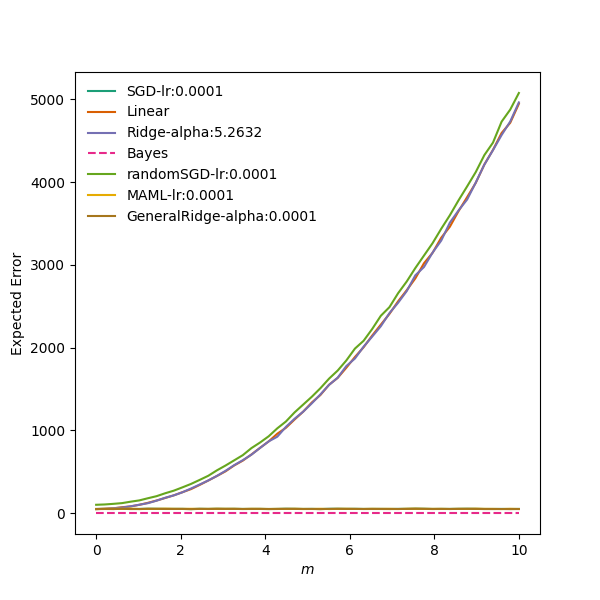 SGD-lr:0.0001
Linear
Ridge-alpha:5.2632
Bayes
randomSGD-lr:0.0001
MAML-lr:0.0001
GeneralRidge-alpha:0.0001
Expected Error
5000
4000
3000
2000
1000
0
0 2 4 6 8 10
m